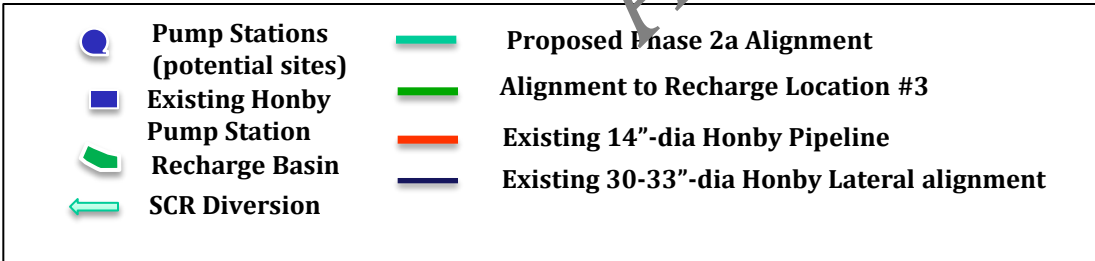 Pump Stations
(potential sites)
Existing Honby
Pump Station
Recharge Basin
SCR Diversion
Proposed Phase 2a Alignment
Alignment to Recharge Location #3
Existing 14”-dia Honby Pipeline
Existing 30-33”-dia Honby Lateral alignment